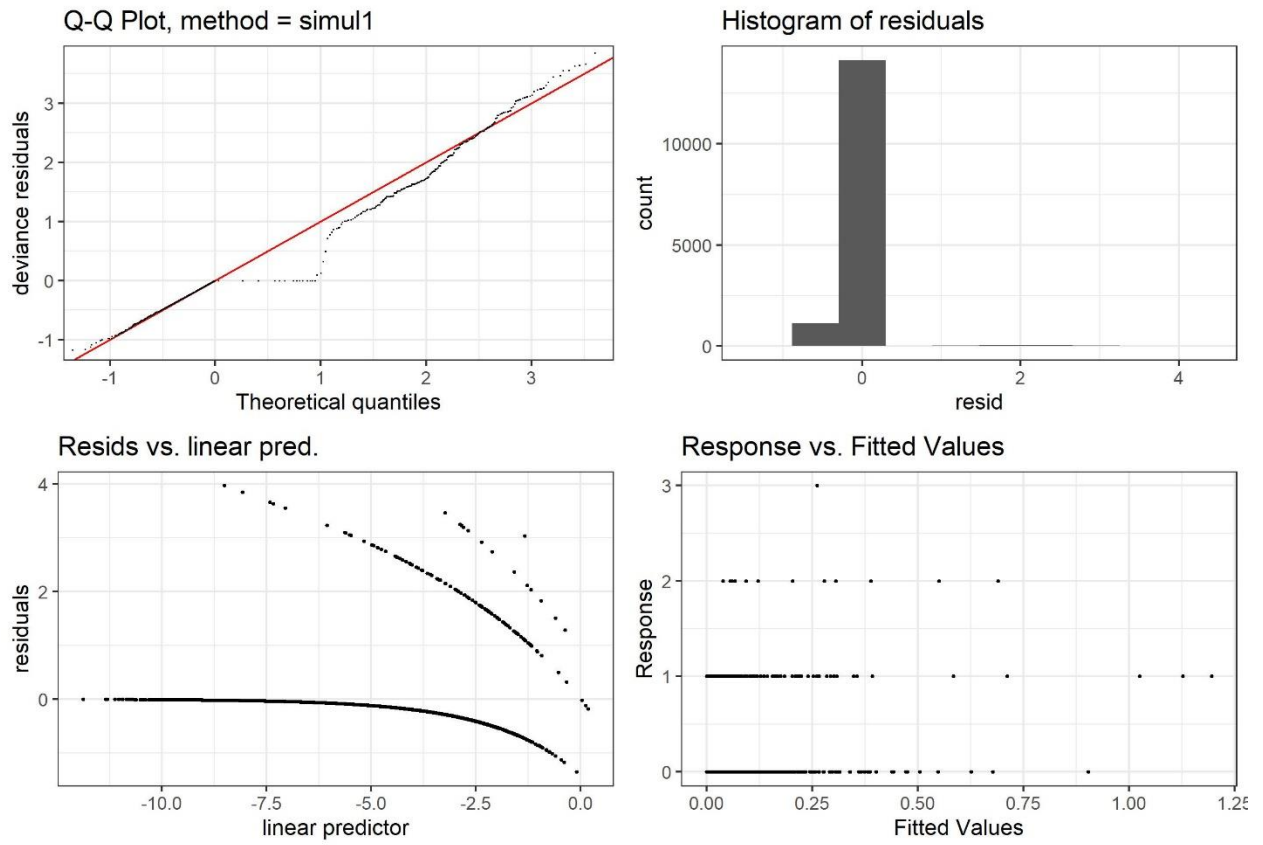 Q-Q Plot, method = simul1
deviance residuals
3
2
1
0
-1
-1 0 1 2 3
Theoretical quantiles
Histogram of residuals
count
10000
5000
0
0 2 4
resid
Resids vs. linear pred.
residuals
4
2
0
-10.0 -7.5 -5.0 -2.5 0.0
linear predictor
Response vs. Fitted Values
Response
3
2
1
0
0.00 0.25 0.50 0.75 1.00 1.25
Fitted Values